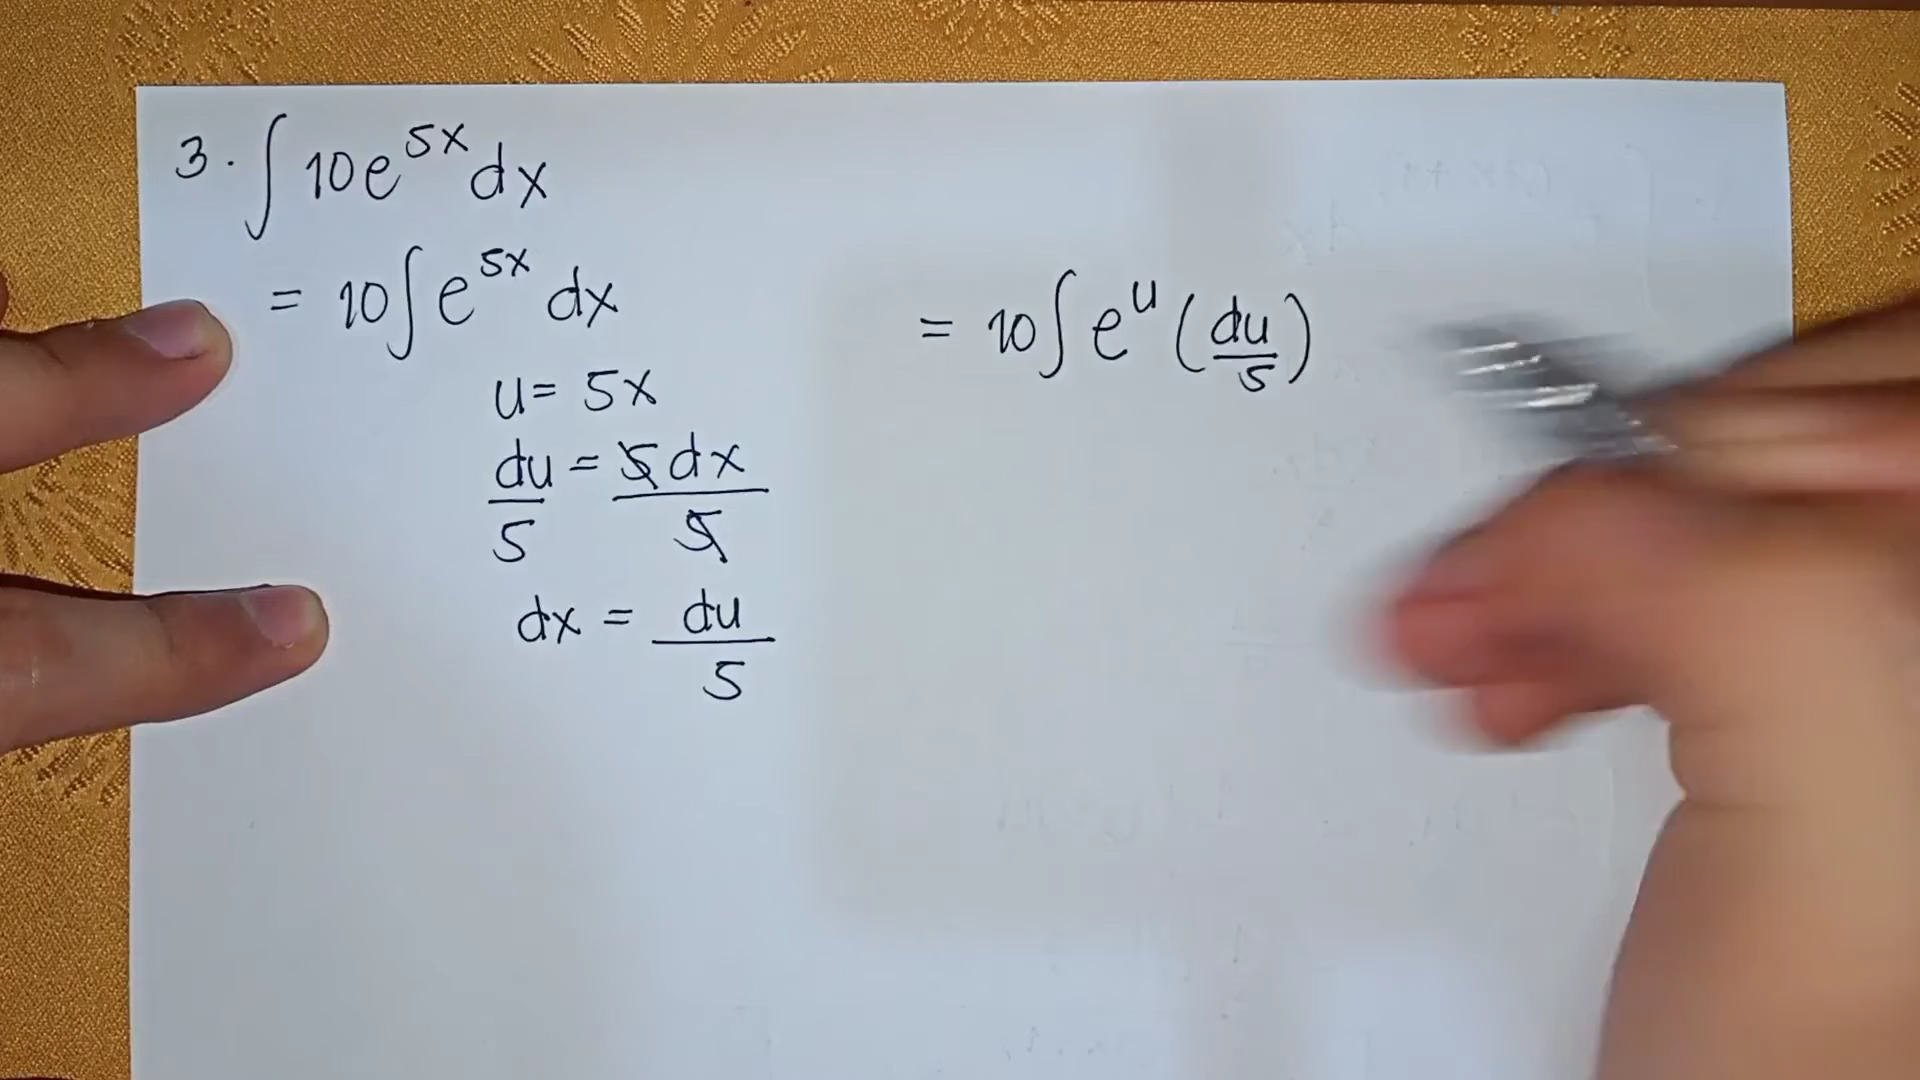 3. ∫ 10e^{5x} dx
= 10 ∫ e^{5x} dx
u = 5x
du/5 = 5dx/5
dx = du/5
= 10 ∫ e^u (du/5)